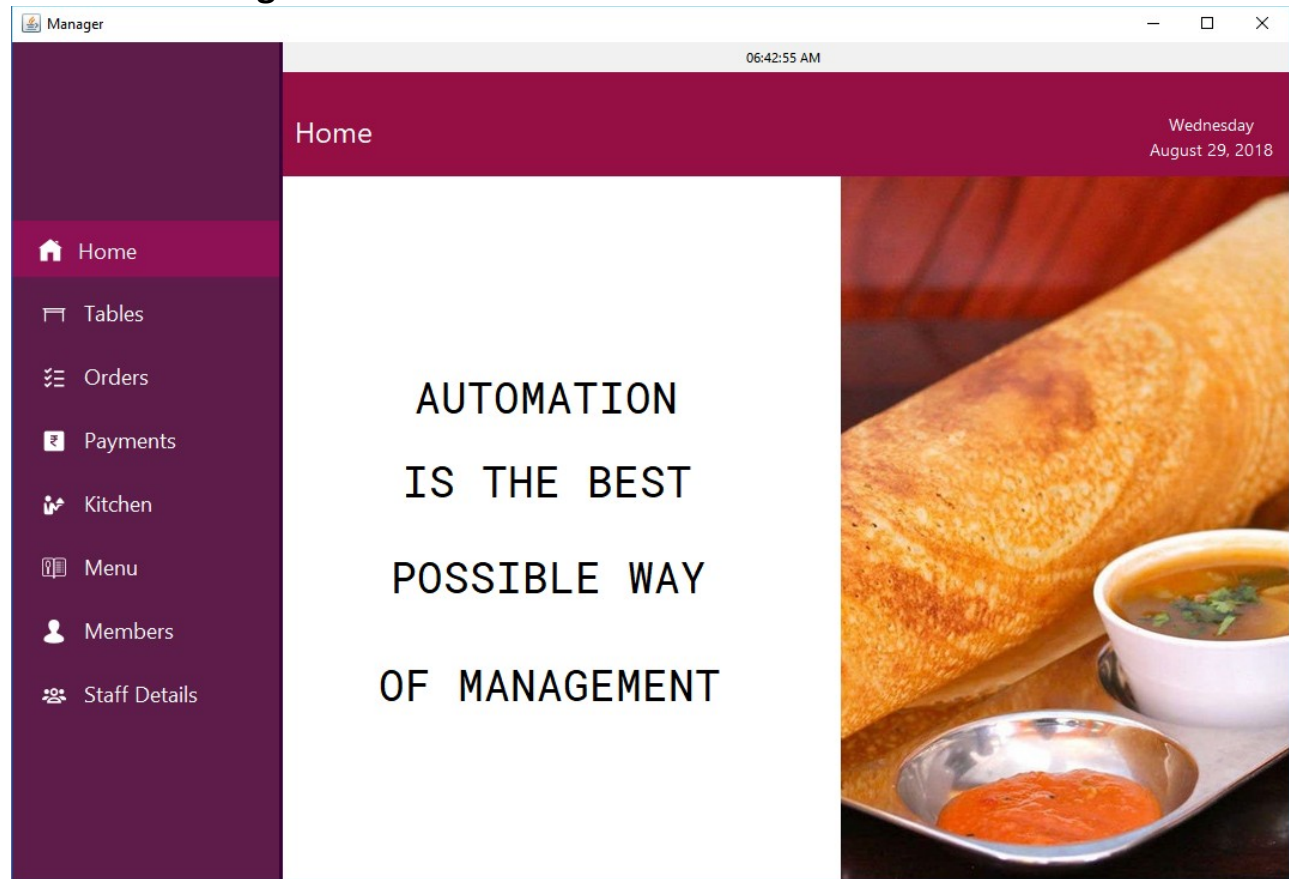 Manager
06:42:55 AM
Home
Wednesday
August 29, 2018
Home
Tables
Orders
₹ Payments
Kitchen
Menu
Members
Staff Details
AUTOMATION
IS THE BEST
POSSIBLE WAY
OF MANAGEMENT